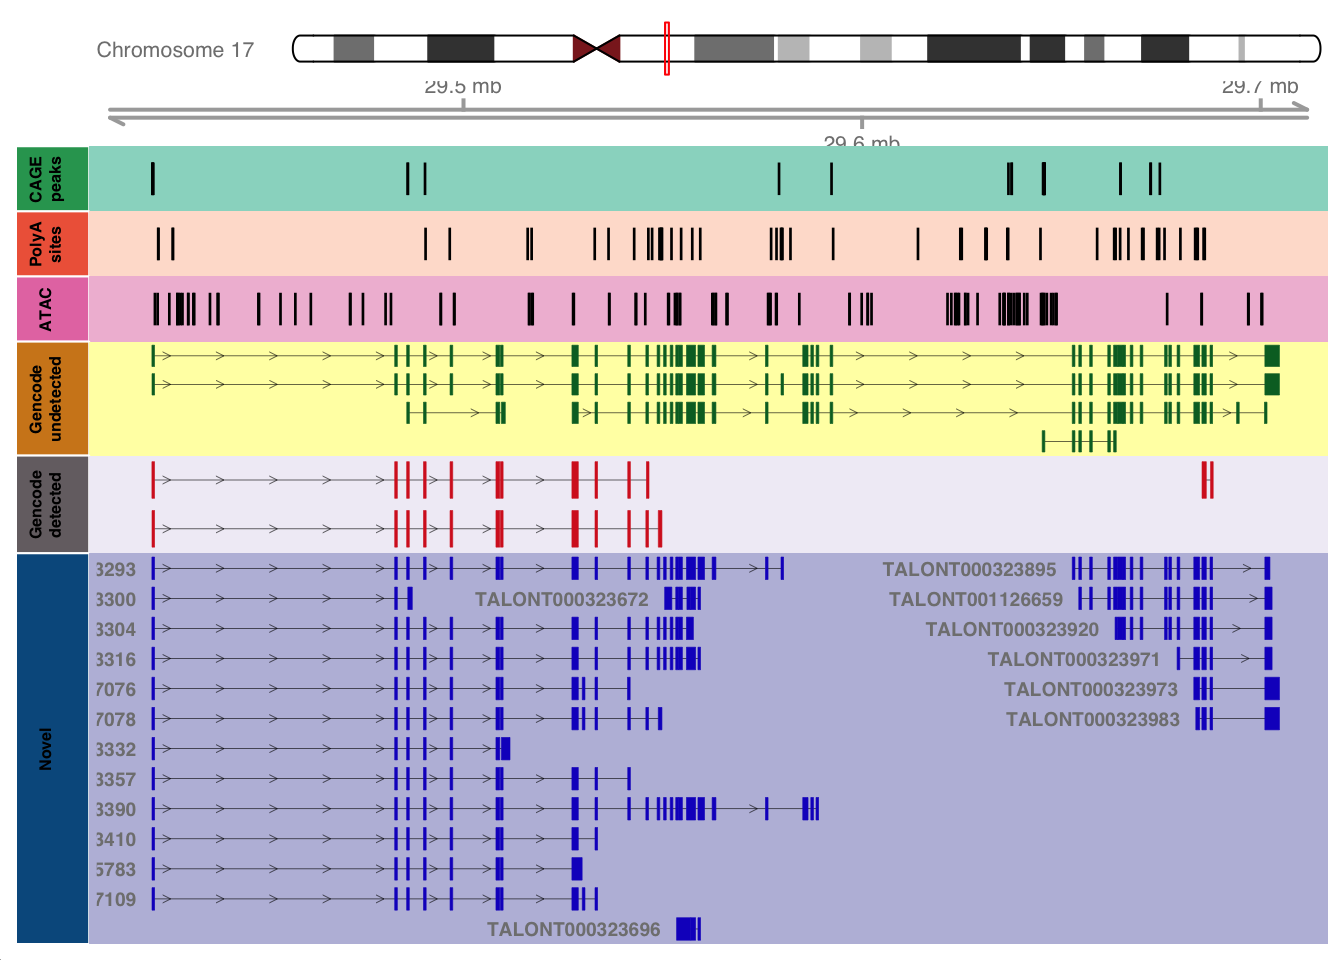 Chromosome 17
29.5 mb
29.7 mb
29.6 mb
CAGE
peaks
PolyA
sites
ATAC
Gencode
undetected
Gencode
detected
Novel
3293
TALONT000323895
3300
TALONT000323672
TALONT001126659
3304
TALONT000323920
3316
TALONT000323971
7076
TALONT000323973
7078
TALONT000323983
3332
3357
3390
3410
5783
7109
TALONT000323696